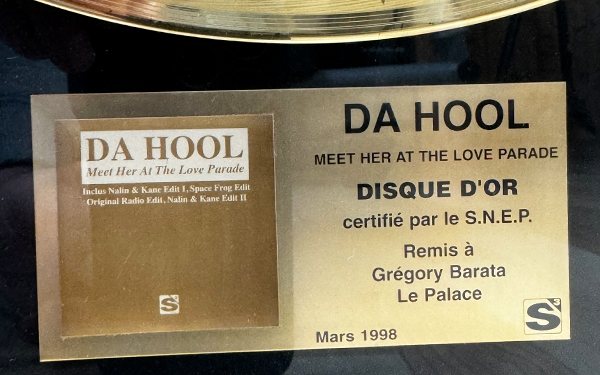 DA HOOL
Meet Her At The Love Parade
Inclus Nalin & Kane Edit I, Space Frog Edit
Original Radio Edit, Nalin & Kane Edit II
S
DA HOOL
MEET HER AT THE LOVE PARADE
DISQUE D'OR
certifié par le S.N.E.P.
Remis à
Grégory Barata
Le Palace
Mars 1998
S3